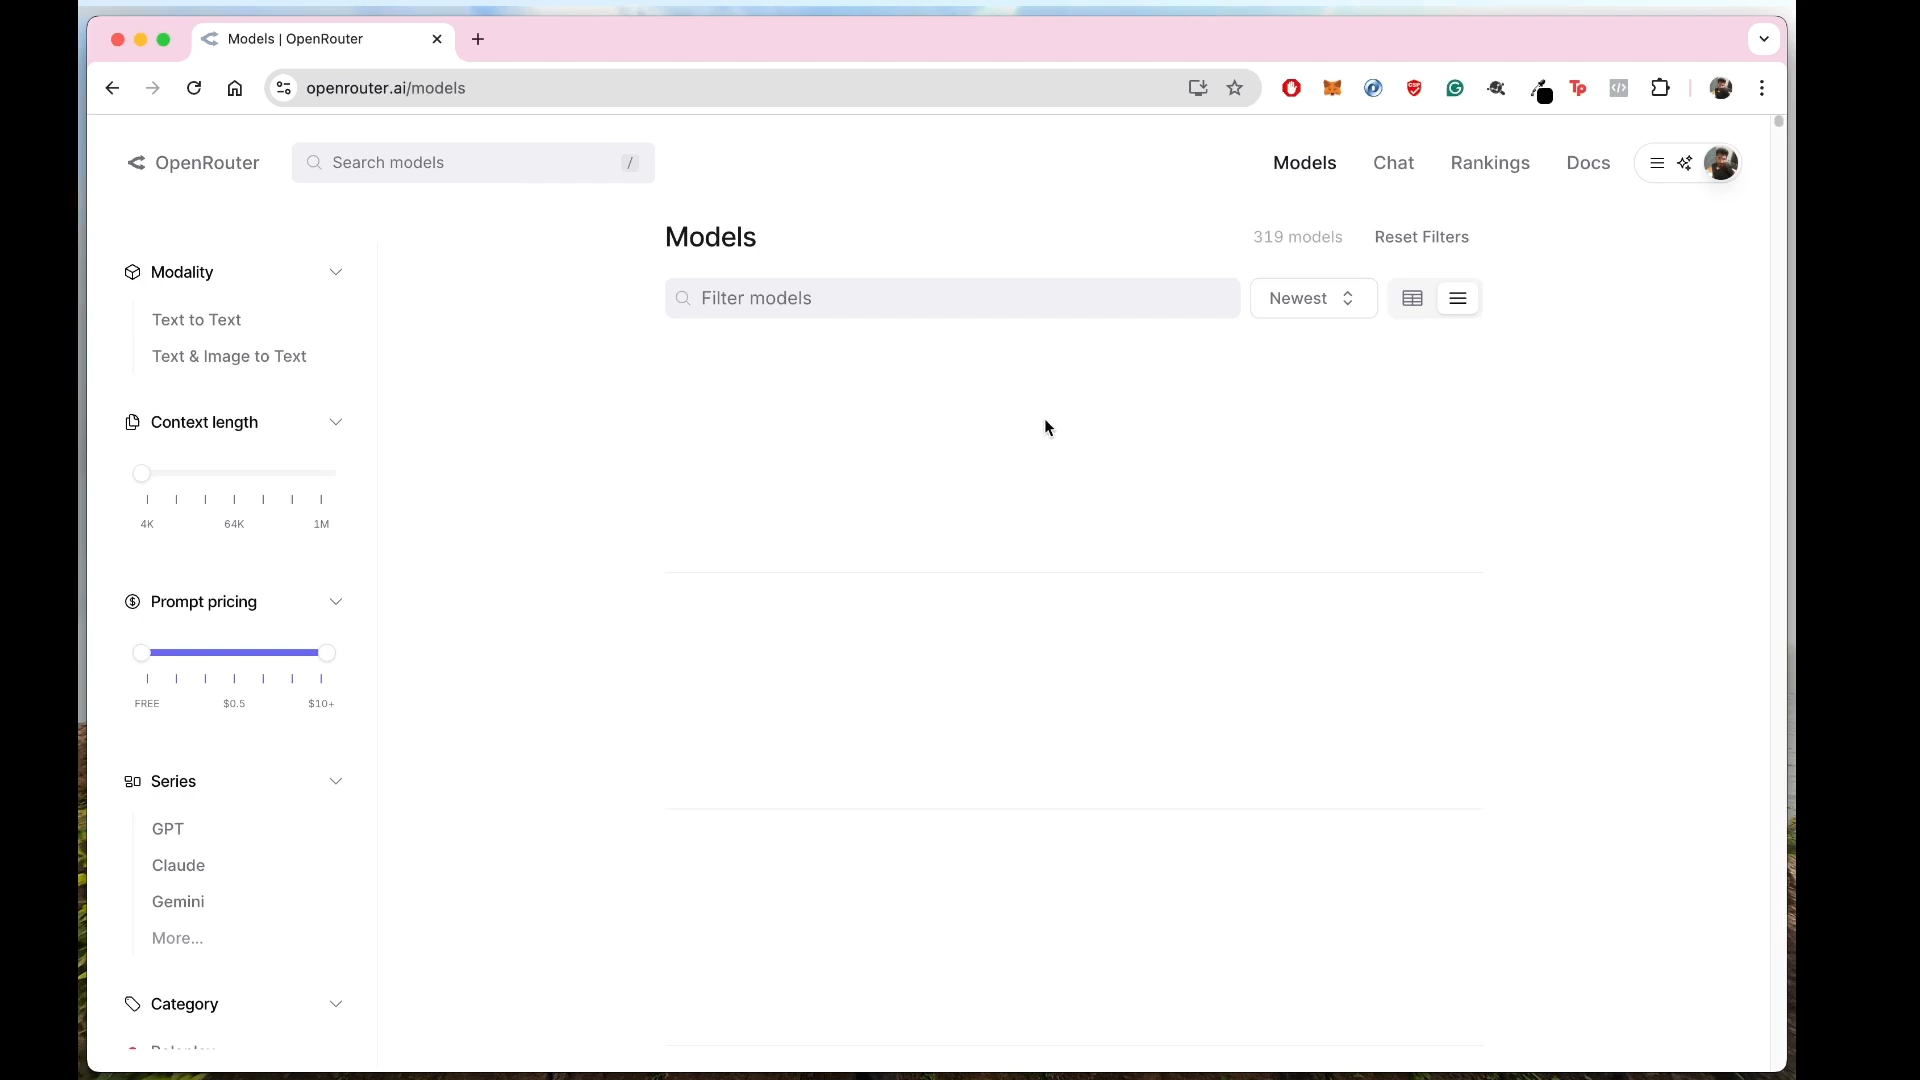 Models | OpenRouter
openrouter.ai/models
OpenRouter
Search models
/
Models
Chat
Rankings
Docs
Models
319 models
Reset Filters
Filter models
Newest
Modality
Text to Text
Text & Image to Text
Context length
4K
64K
1M
Prompt pricing
FREE
$0.5
$10+
Series
GPT
Claude
Gemini
More...
Category